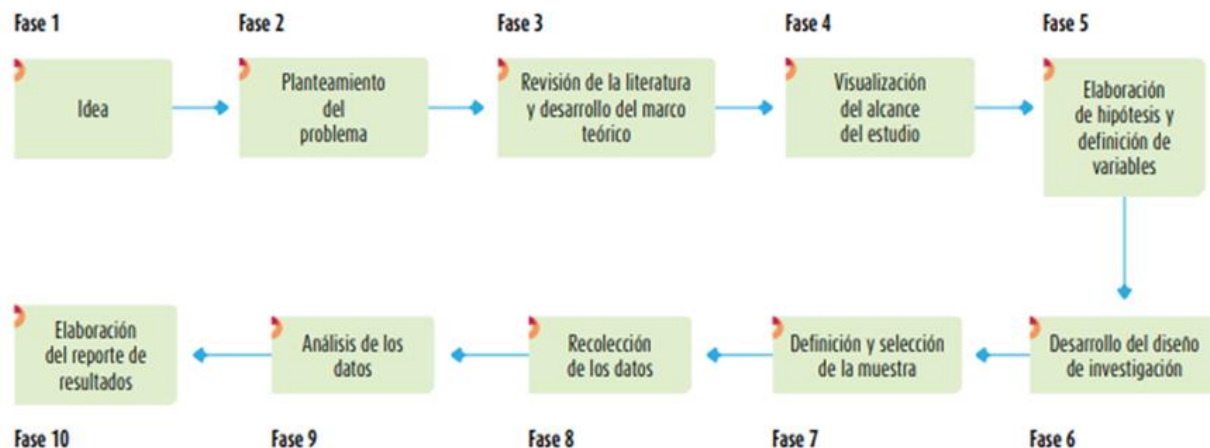 Fase 1
Idea
Fase 2
Planteamiento
del
problema
Fase 3
Revisión de la literatura
y desarrollo del marco
teórico
Fase 4
Visualización
del alcance
del estudio
Fase 5
Elaboración
de hipótesis y
definición de
variables
Desarrollo del diseño
de investigación
Fase 6
Definición y selección
de la muestra
Fase 7
Recolección
de los datos
Fase 8
Análisis de los
datos
Fase 9
Elaboración
del reporte de
resultados
Fase 10